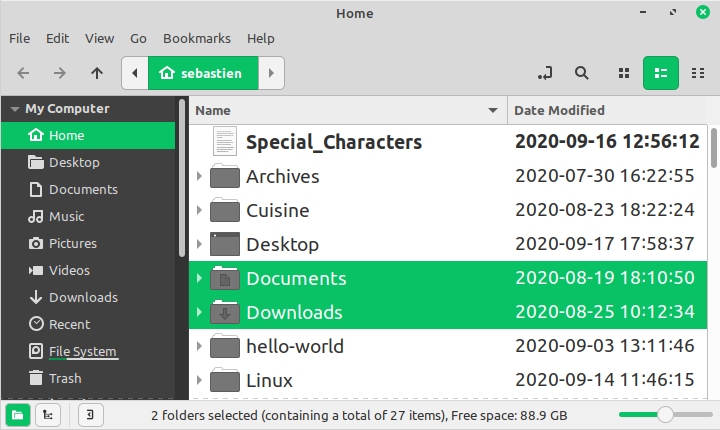 Home
File Edit View Go Bookmarks Help
sebastien
My Computer
Home
Desktop
Documents
Music
Pictures
Videos
Downloads
Recent
File System
Trash
Name Date Modified
Special_Characters 2020-09-16 12:56:12
Archives 2020-07-30 16:22:55
Cuisine 2020-08-23 18:22:24
Desktop 2020-09-17 17:58:37
Documents 2020-08-19 18:10:50
Downloads 2020-08-25 10:12:34
hello-world 2020-09-03 13:11:46
Linux 2020-09-14 11:46:15
2 folders selected (containing a total of 27 items), Free space: 88.9 GB